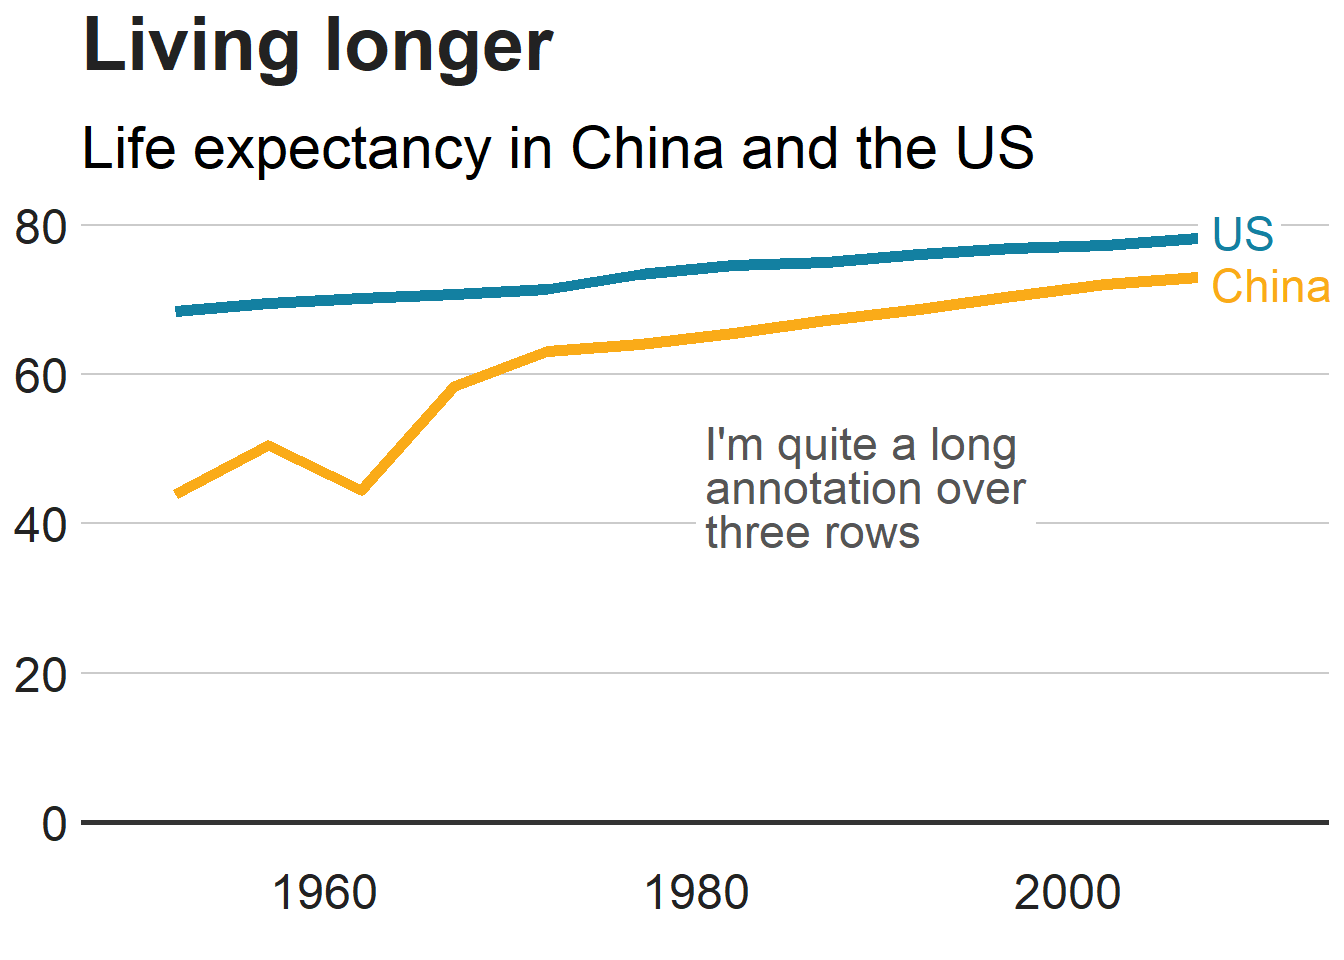 Living longer
Life expectancy in China and the US
80
US
China
60
I'm quite a long
annotation over
three rows
40
20
0
1960 1980 2000